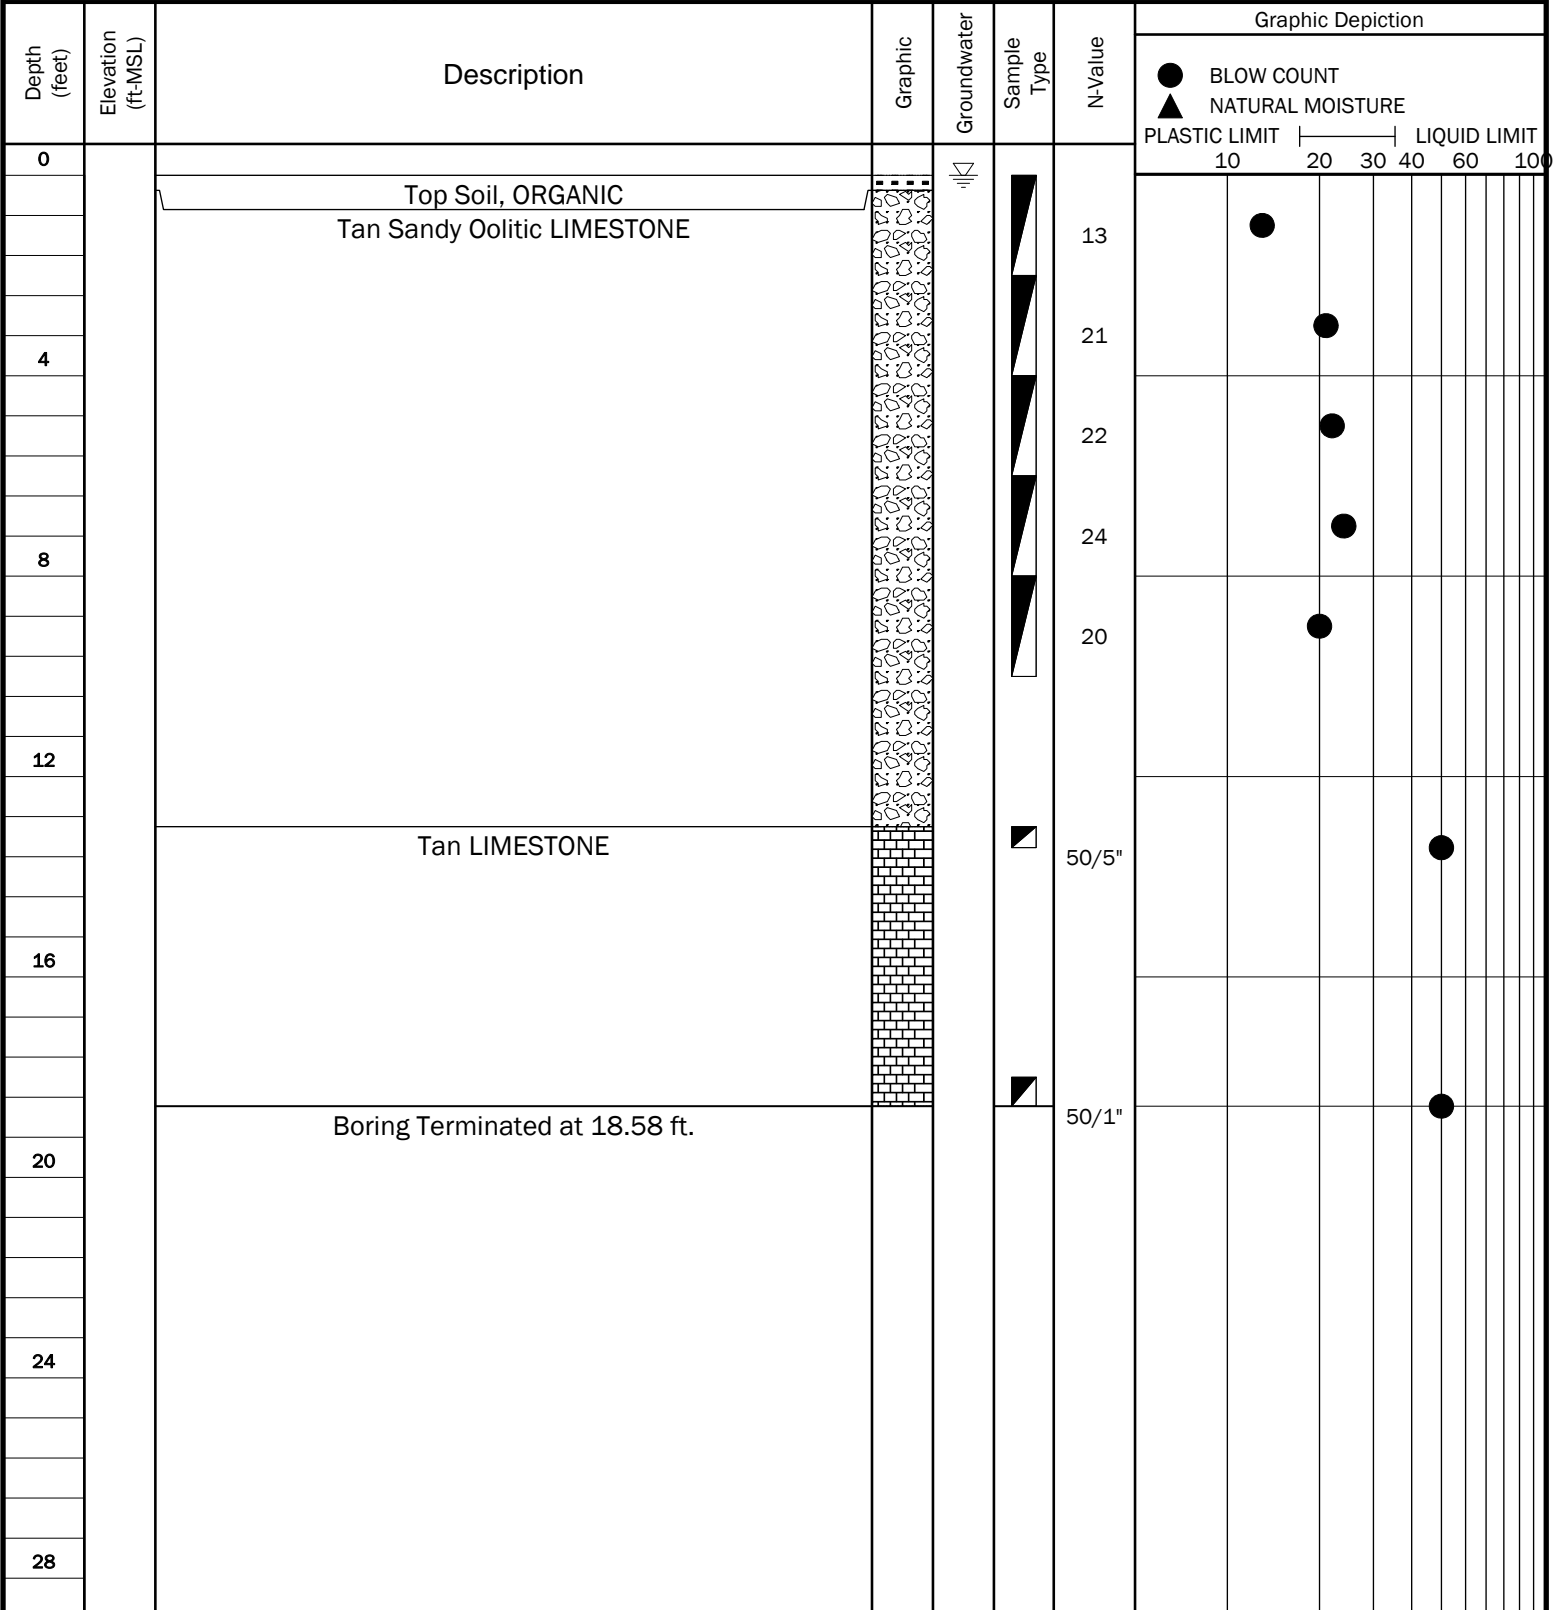 Depth
(feet)
Elevation
(ft-MSL)
Description
Graphic
Groundwater
Sample
Type
N-Value
Graphic Depiction
BLOW COUNT
NATURAL MOISTURE
PLASTIC LIMIT LIQUID LIMIT
10 20 30 40 60 100
0
Top Soil, ORGANIC
Tan Sandy Oolitic LIMESTONE
13
21
4
22
24
8
20
12
Tan LIMESTONE
50/5"
16
50/1"
Boring Terminated at 18.58 ft.
20
24
28